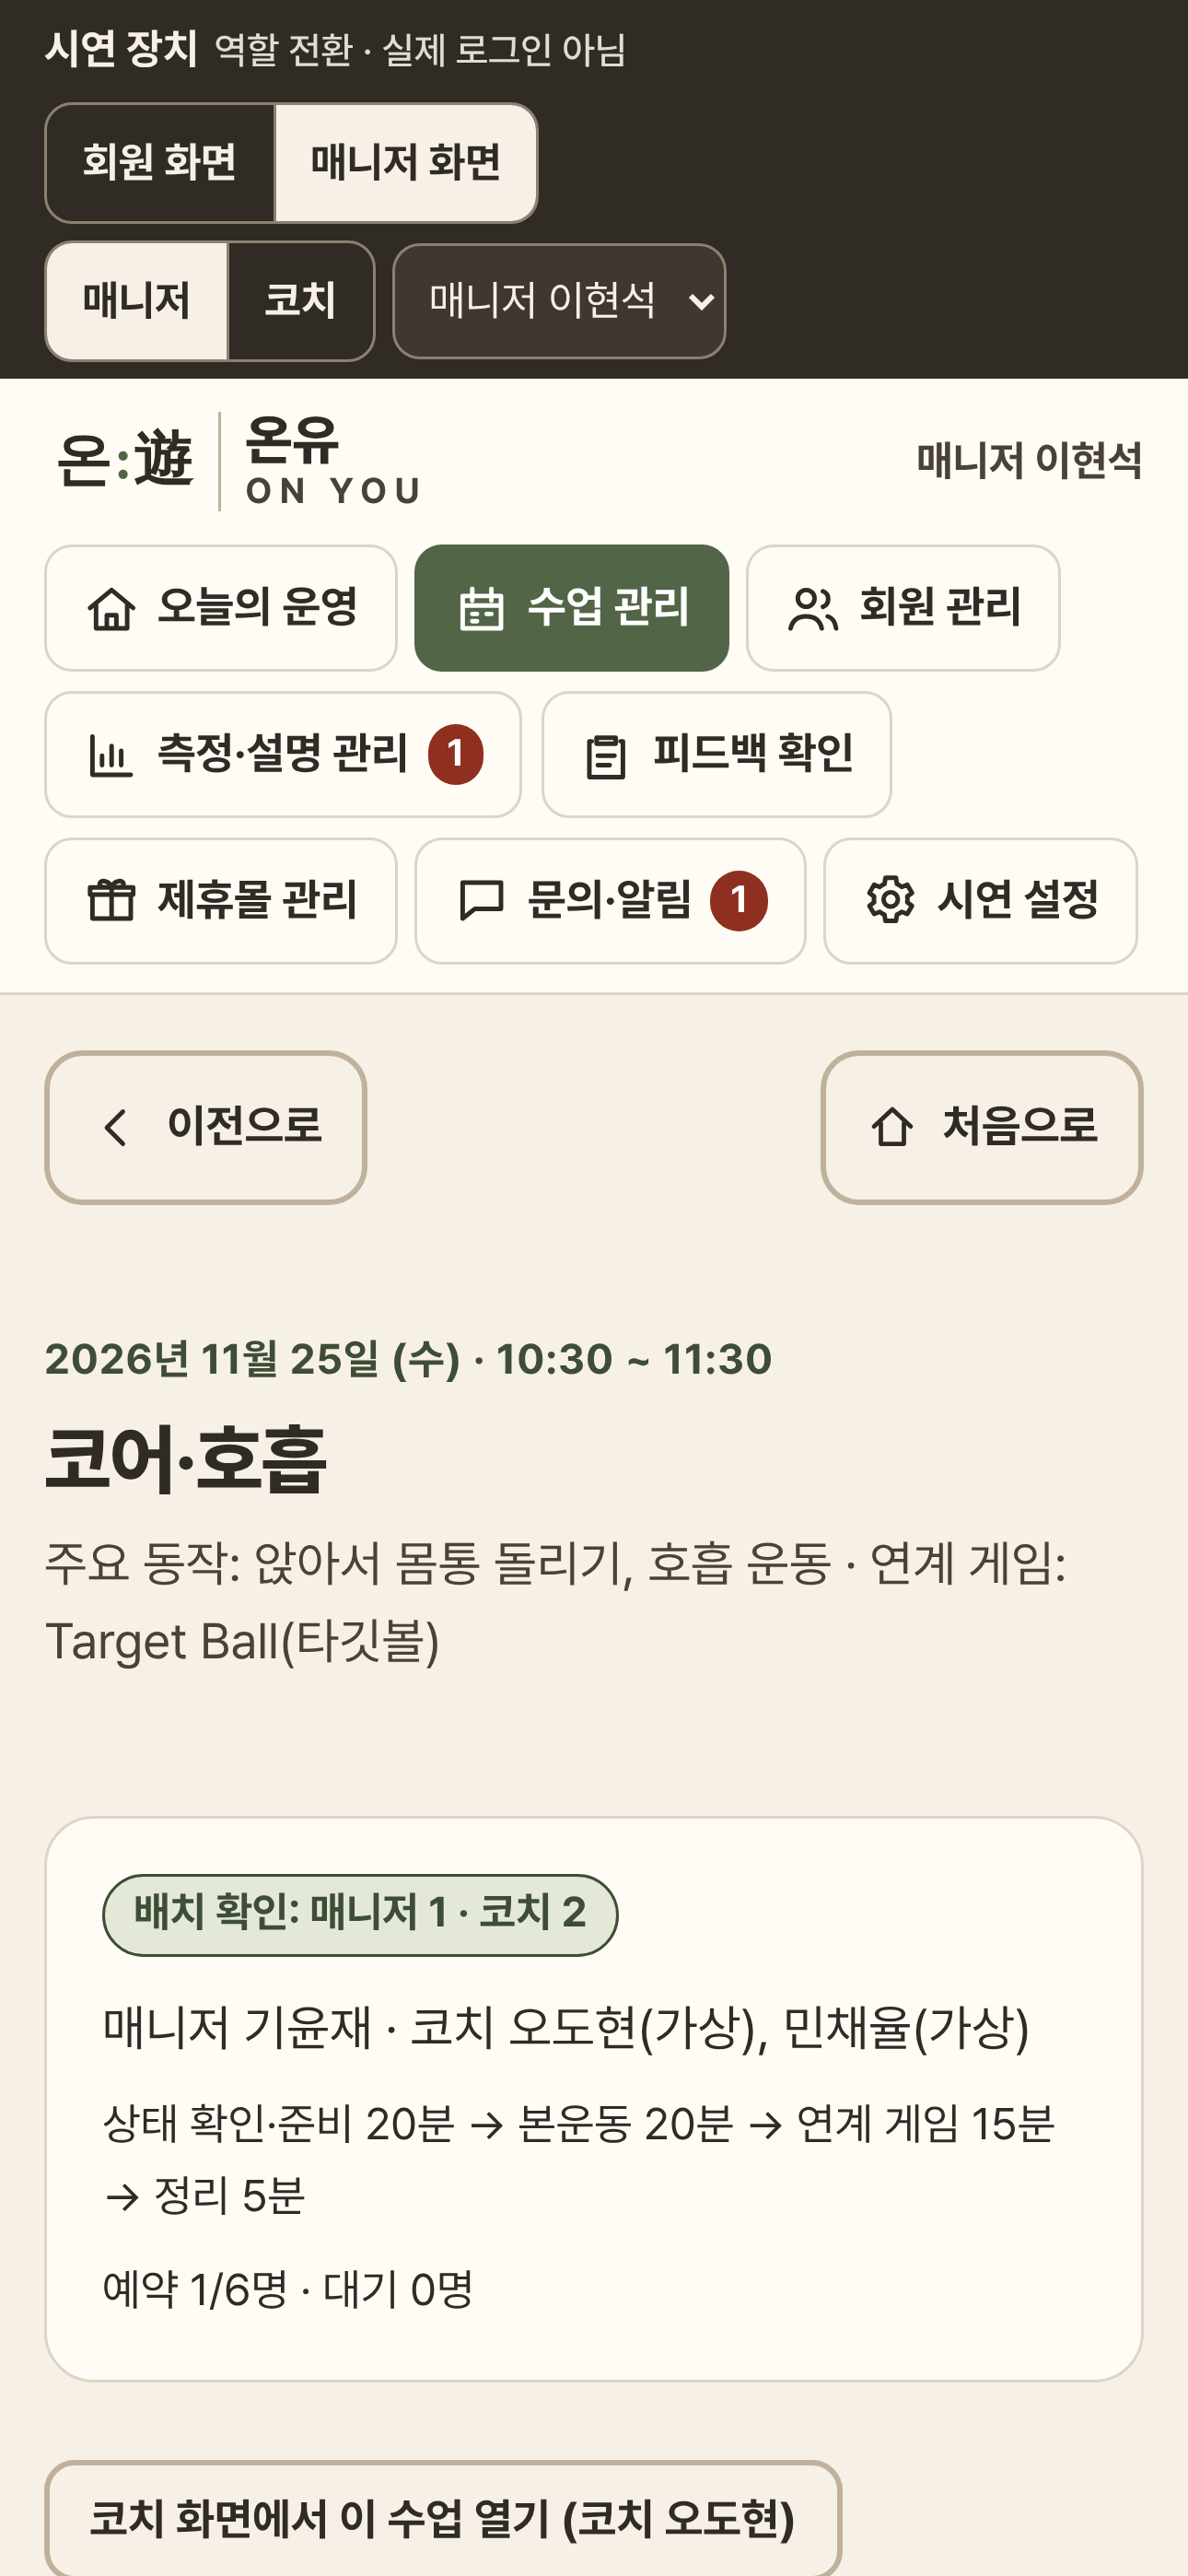 시연 장치 역할 전환 · 실제 로그인 아님
회원 화면 매니저 화면
매니저 코치 매니저 이현석
온:遊 온유
ON YOU
매니저 이현석
오늘의 운영 수업 관리 회원 관리
측정·설명 관리 1 피드백 확인
제휴몰 관리 문의·알림 1 시연 설정
이전으로 처음으로
2026년 11월 25일 (수) · 10:30 ~ 11:30
코어·호흡
주요 동작: 앉아서 몸통 돌리기, 호흡 운동 · 연계 게임:
Target Ball(타깃볼)
배치 확인: 매니저 1 · 코치 2
매니저 기윤재 · 코치 오도현(가상), 민채율(가상)
상태 확인·준비 20분 → 본운동 20분 → 연계 게임 15분
→ 정리 5분
예약 1/6명 · 대기 0명
코치 화면에서 이 수업 열기 (코치 오도현)